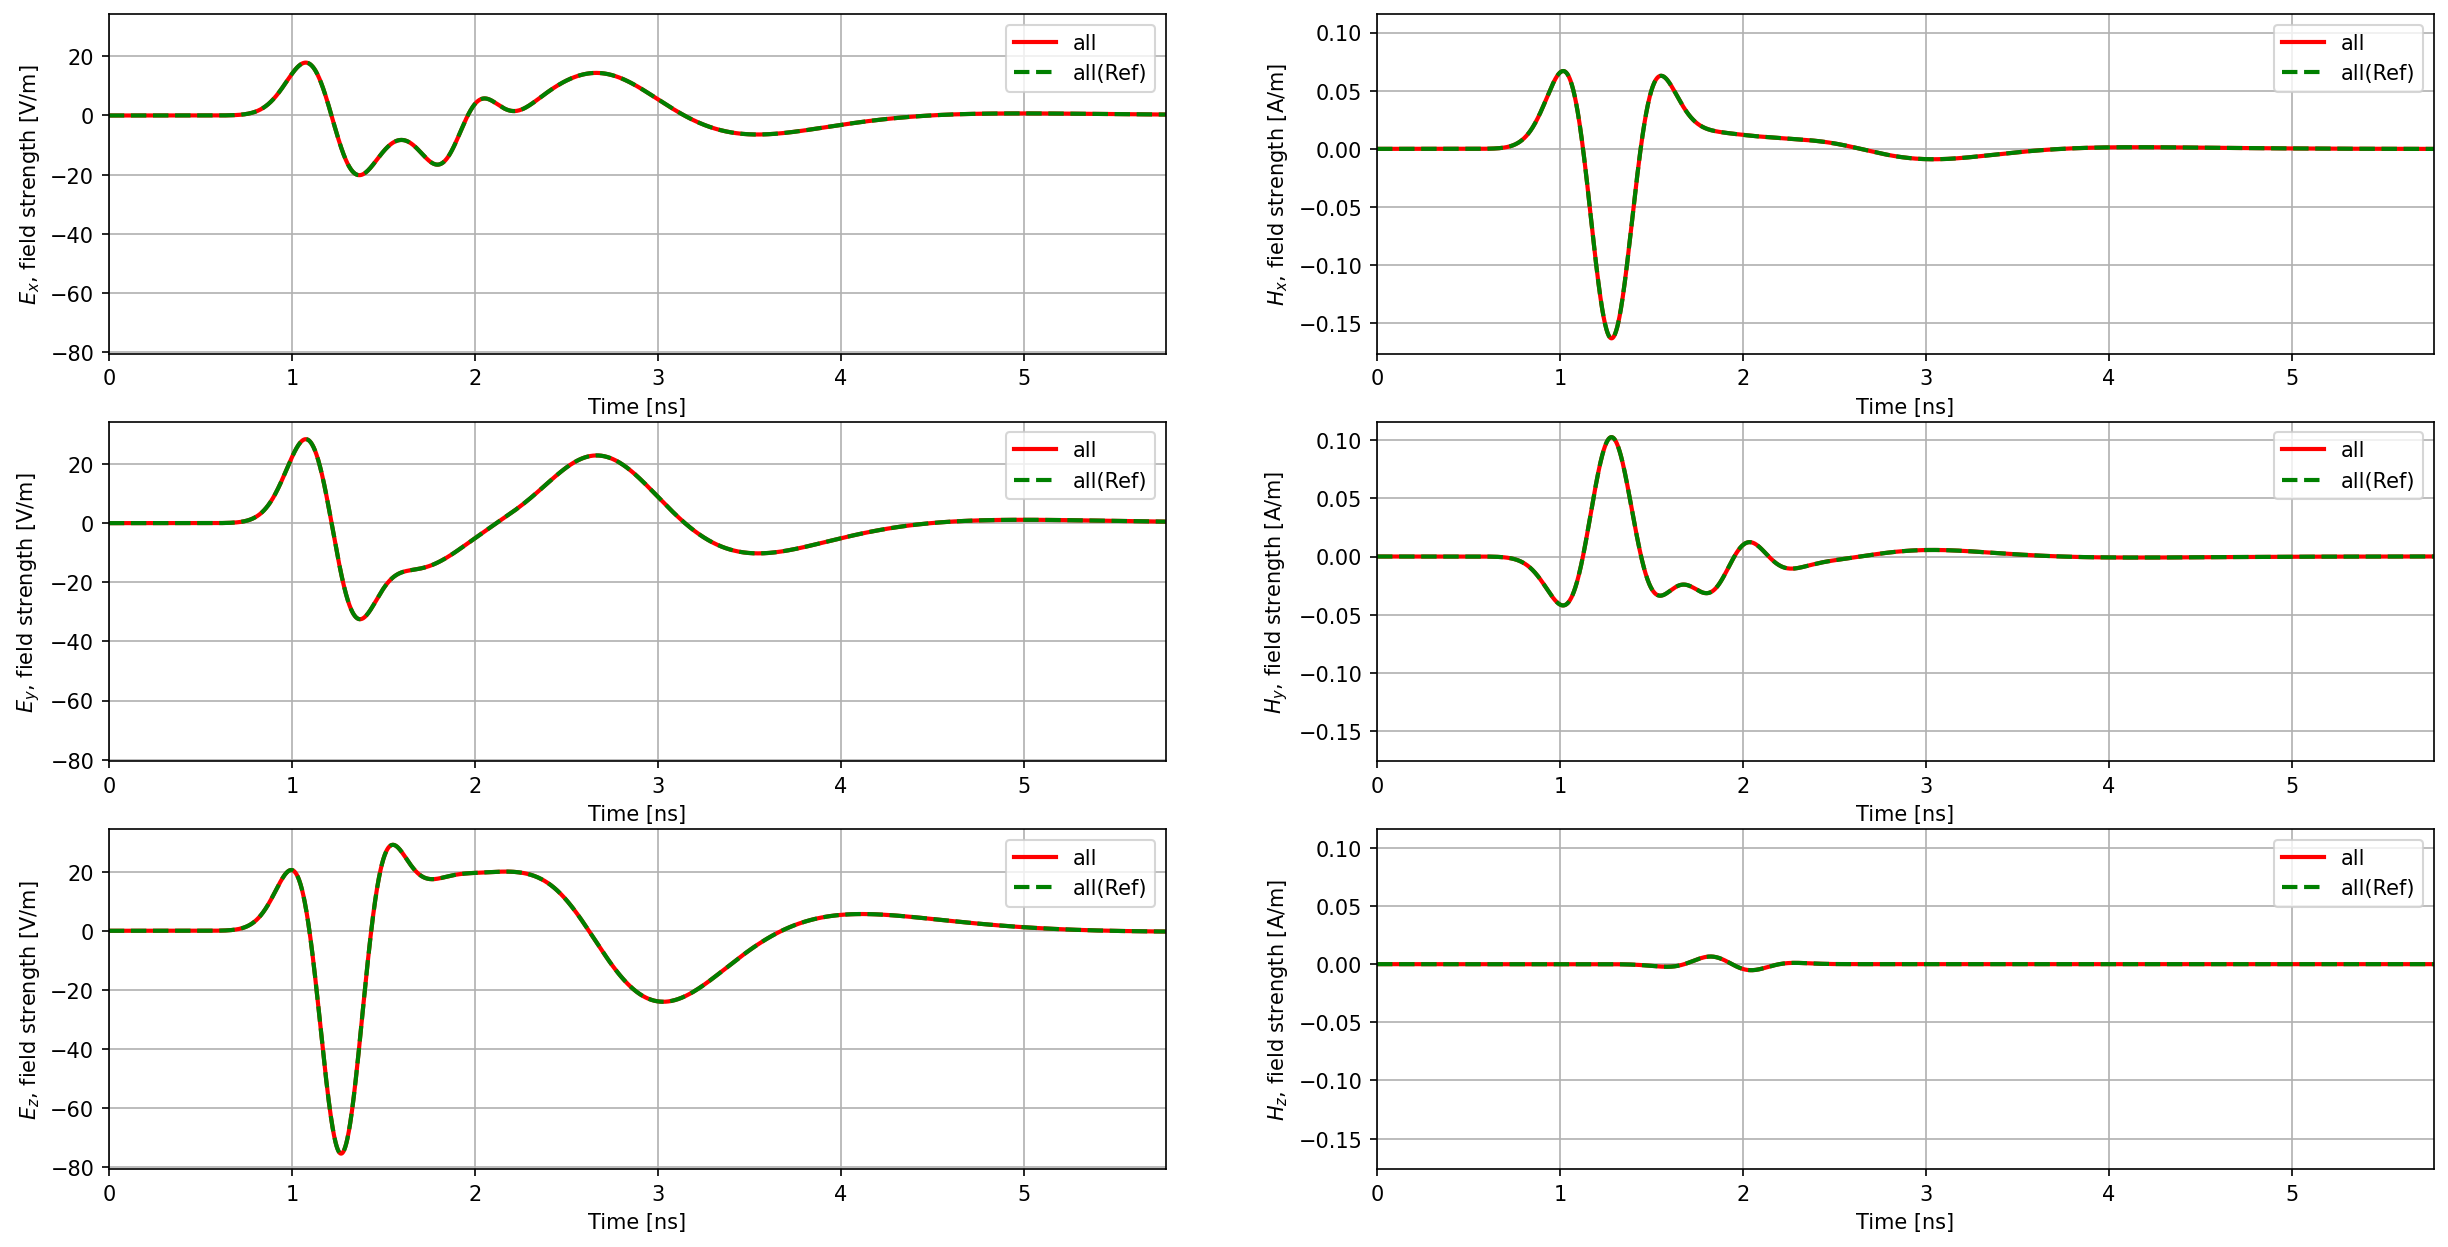 E_x, field strength [V/m]
20
0
−20
−40
−60
−80
all
all(Ref)
0 1 2 3 4 5
Time [ns]
H_x, field strength [A/m]
0.10
0.05
0.00
−0.05
−0.10
−0.15
all
all(Ref)
0 1 2 3 4 5
Time [ns]
E_y, field strength [V/m]
20
0
−20
−40
−60
−80
all
all(Ref)
0 1 2 3 4 5
Time [ns]
H_y, field strength [A/m]
0.10
0.05
0.00
−0.05
−0.10
−0.15
all
all(Ref)
0 1 2 3 4 5
Time [ns]
E_z, field strength [V/m]
20
0
−20
−40
−60
−80
all
all(Ref)
0 1 2 3 4 5
Time [ns]
H_z, field strength [A/m]
0.10
0.05
0.00
−0.05
−0.10
−0.15
all
all(Ref)
0 1 2 3 4 5
Time [ns]